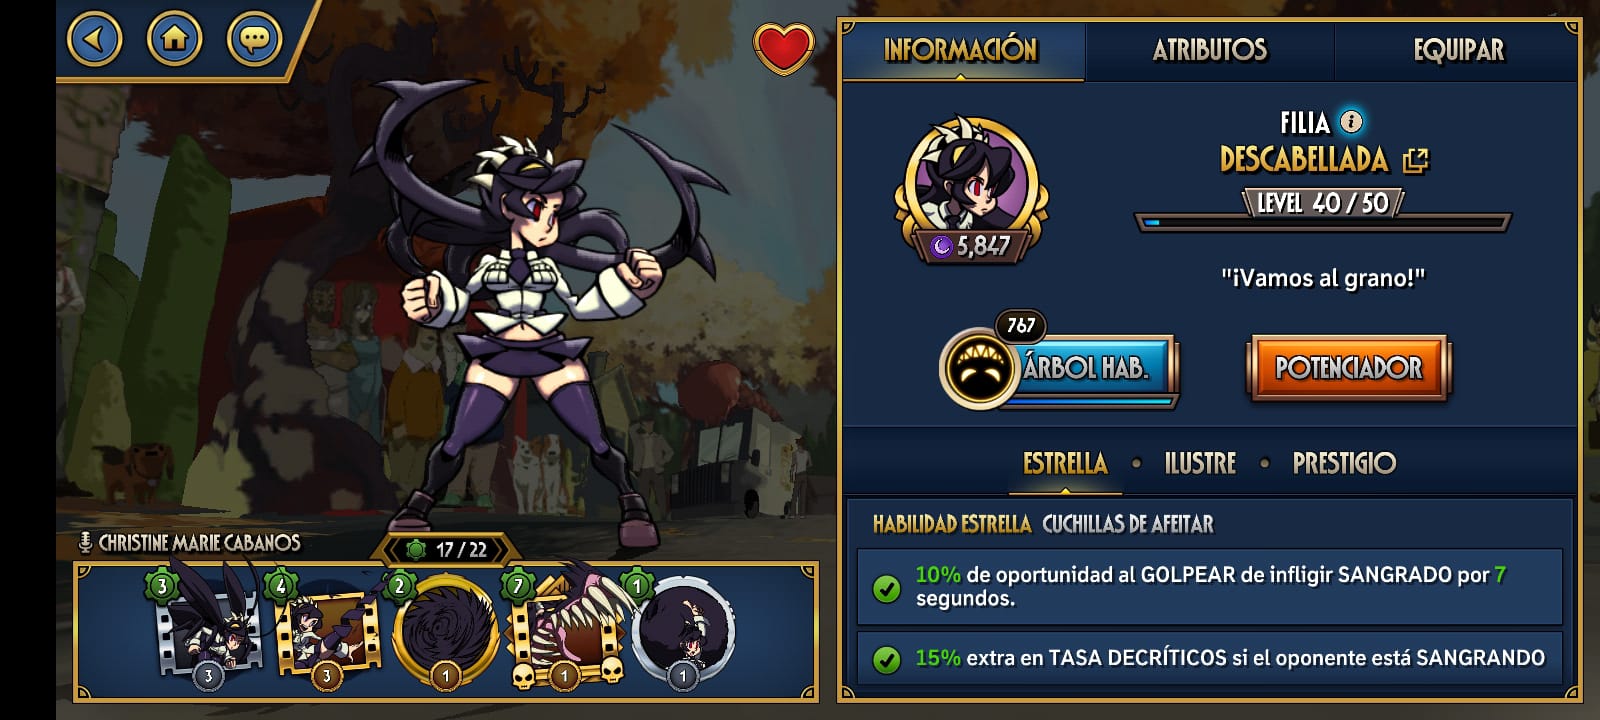 INFORMACIÓN
ATRIBUTOS
EQUIPAR
FILIA
DESCABELLADA
LEVEL 40 / 50
5,847
"¡Vamos al grano!"
767
ÁRBOL HAB.
POTENCIADOR
ESTRELLA • ILUSTRE • PRESTIGIO
HABILIDAD ESTRELLA CUCHILLAS DE AFEITAR
10% de oportunidad al GOLPEAR de infligir SANGRADO por 7
segundos.
15% extra en TASA DECRÍTICOS si el oponente está SANGRANDO
CHRISTINE MARIE CABANOS
17 / 22
3 4 2 7 1
3 3 1 1 1